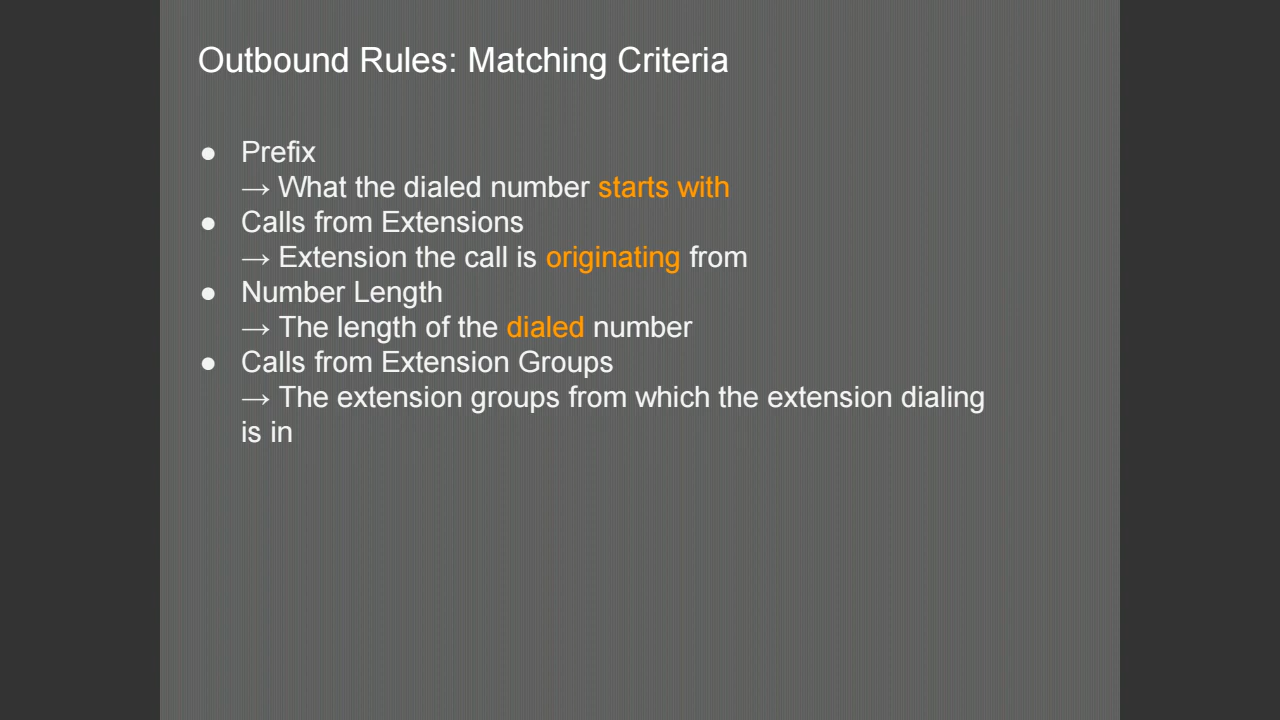 Outbound Rules: Matching Criteria
● Prefix
→ What the dialed number starts with
● Calls from Extensions
→ Extension the call is originating from
● Number Length
→ The length of the dialed number
● Calls from Extension Groups
→ The extension groups from which the extension dialing
is in